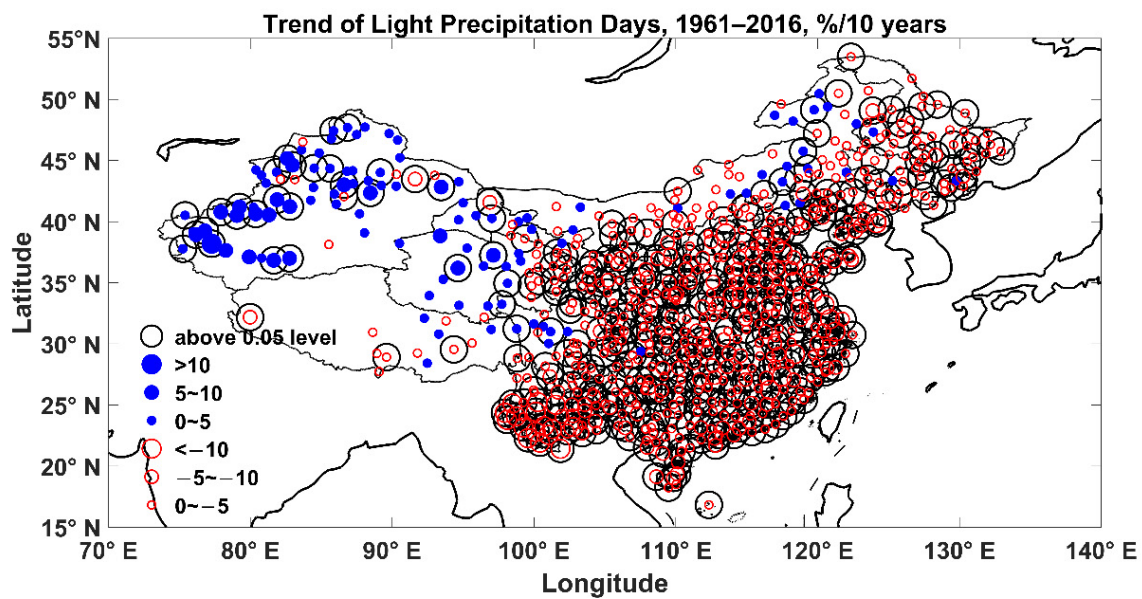 Trend of Light Precipitation Days, 1961–2016, %/10 years
55° N
50° N
45° N
40° N
35° N
30° N
25° N
20° N
15° N
Latitude
above 0.05 level
>10
5~10
0~5
<−10
−5~−10
0~−5
70° E
80° E
90° E
100° E
110° E
120° E
130° E
140° E
Longitude